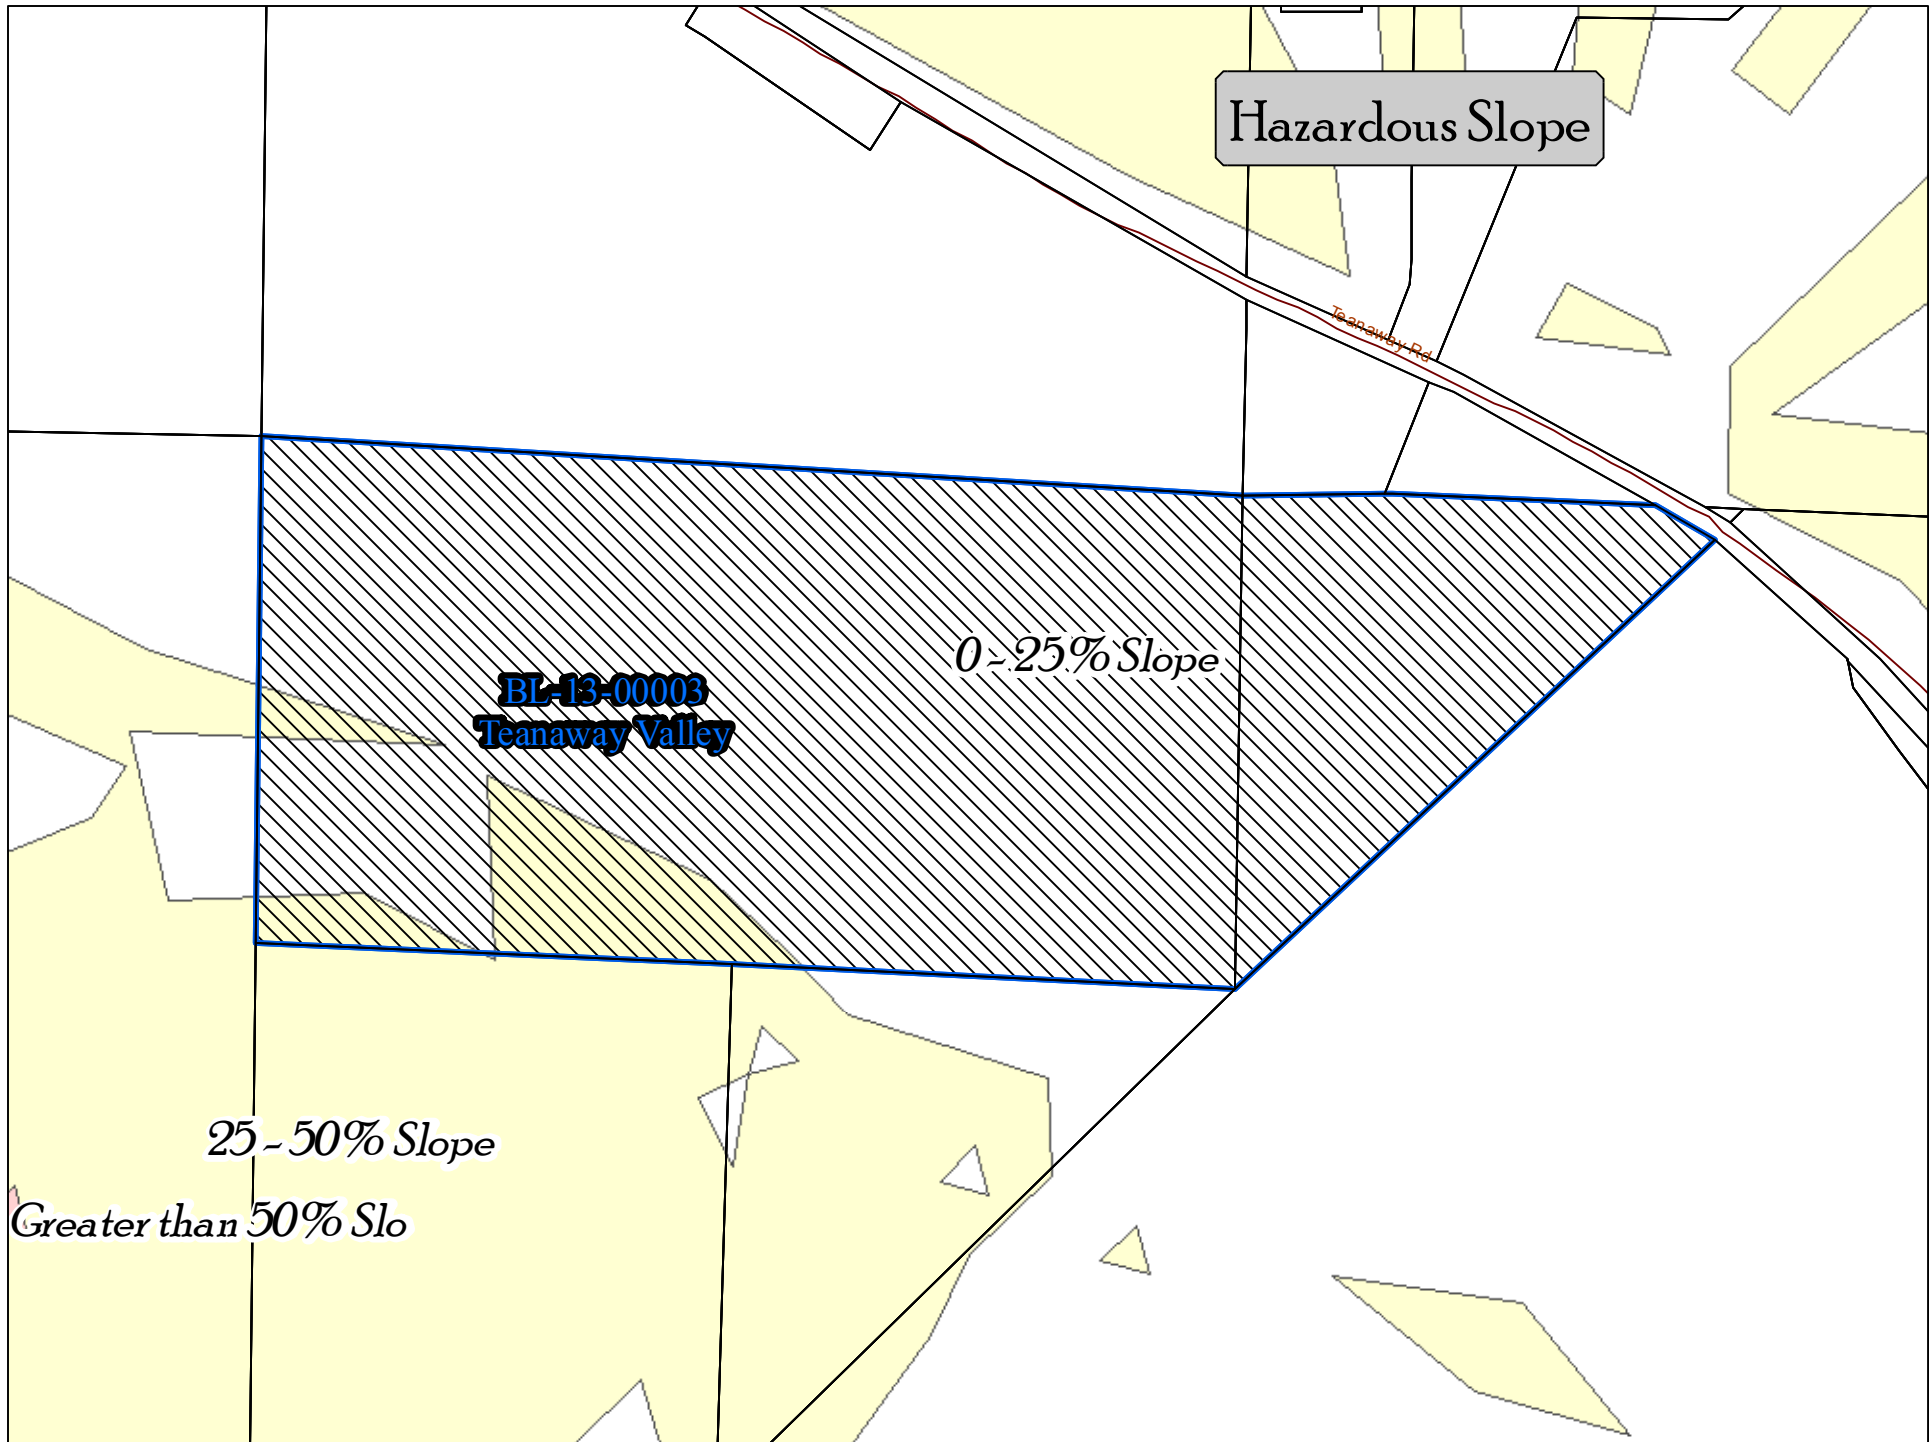 Hazardous Slope
Teanaway Rd
0 - 25% Slope
BL-13-00003
Teanaway Valley
25 - 50% Slope
Greater than 50% Slo